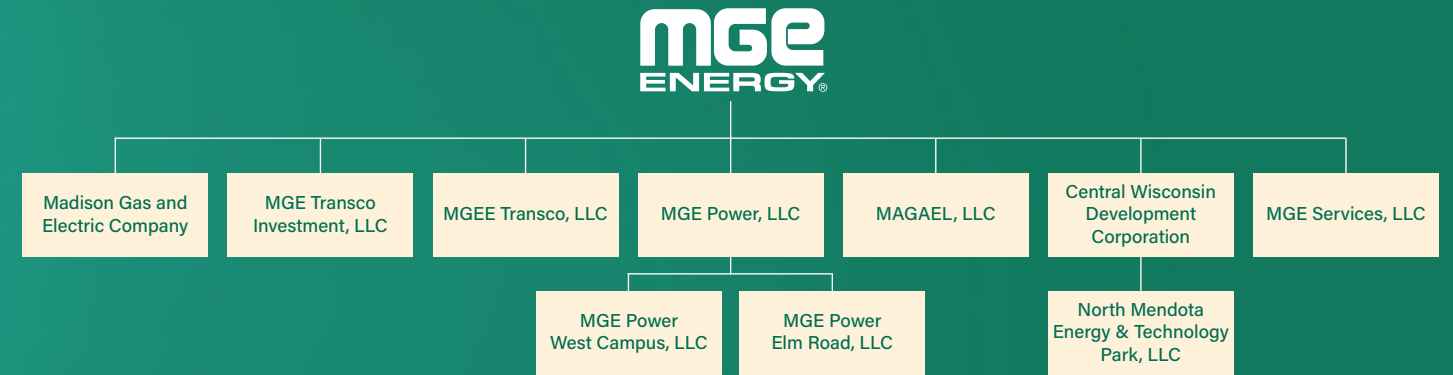 mGe
ENERGY®
Madison Gas and
Electric Company
MGE Transco
Investment, LLC
MGEE Transco, LLC
MGE Power, LLC
MAGAEL, LLC
Central Wisconsin
Development
Corporation
MGE Services, LLC
MGE Power
West Campus, LLC
MGE Power
Elm Road, LLC
North Mendota
Energy & Technology
Park, LLC